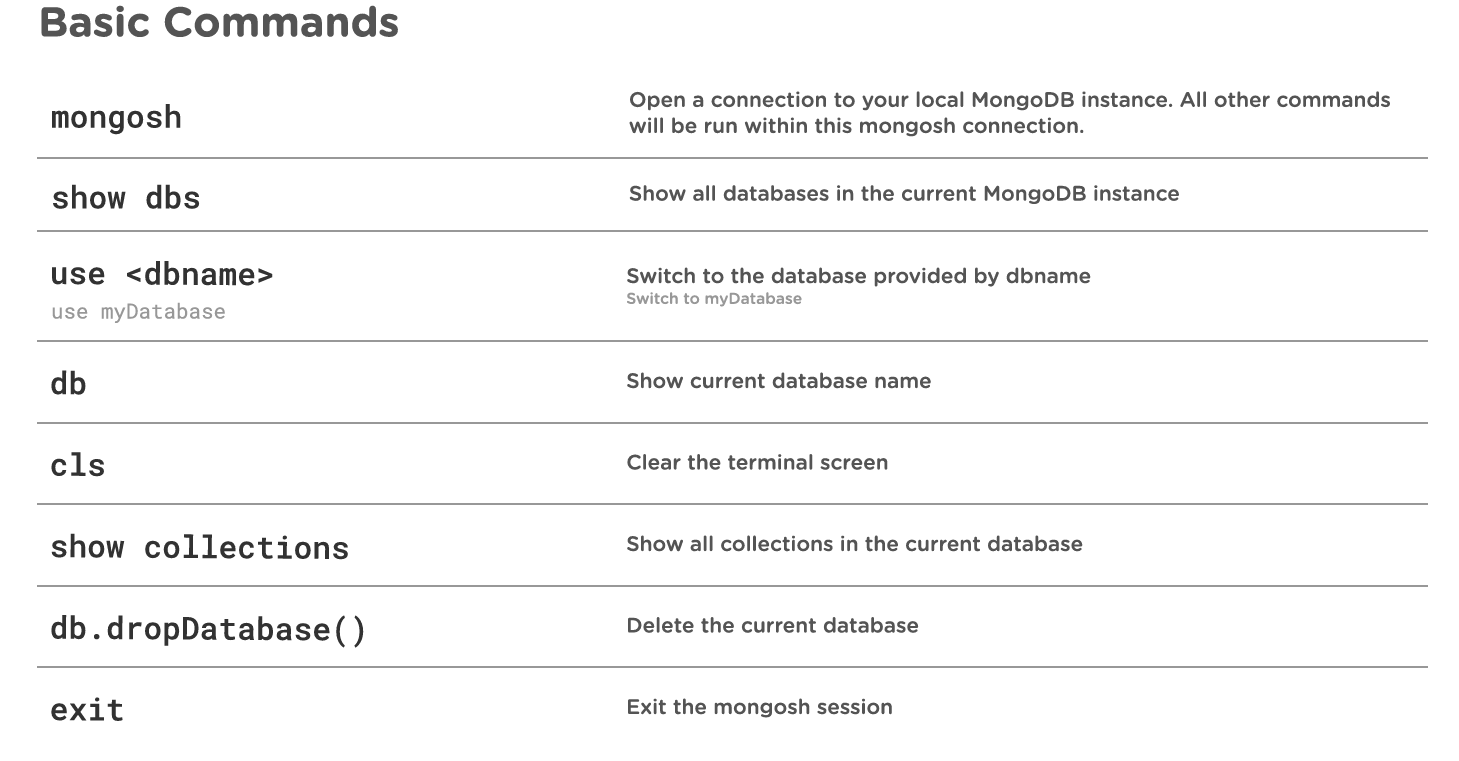 Basic Commands
mongosh
Open a connection to your local MongoDB instance. All other commands
will be run within this mongosh connection.
show dbs
Show all databases in the current MongoDB instance
use <dbname>
use myDatabase
Switch to the database provided by dbname
Switch to myDatabase
db
Show current database name
cls
Clear the terminal screen
show collections
Show all collections in the current database
db.dropDatabase()
Delete the current database
exit
Exit the mongosh session